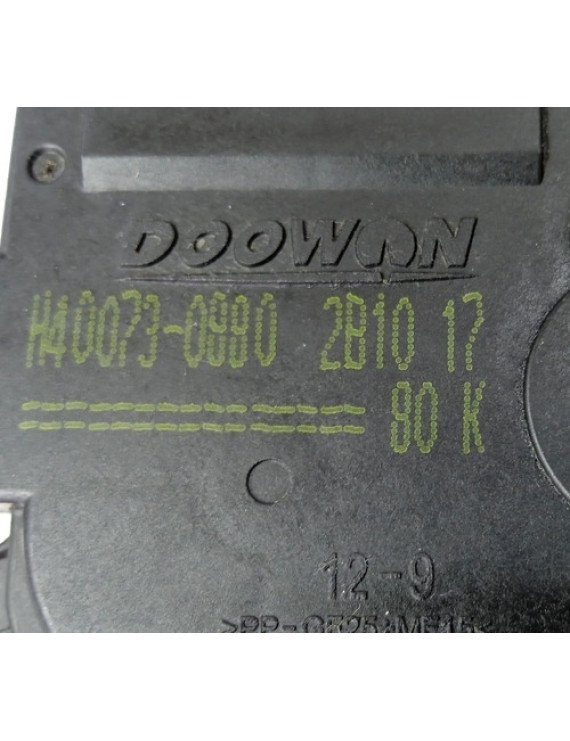 DOOWON
H40073-0880 2B10 17
============== 80 K
12-9